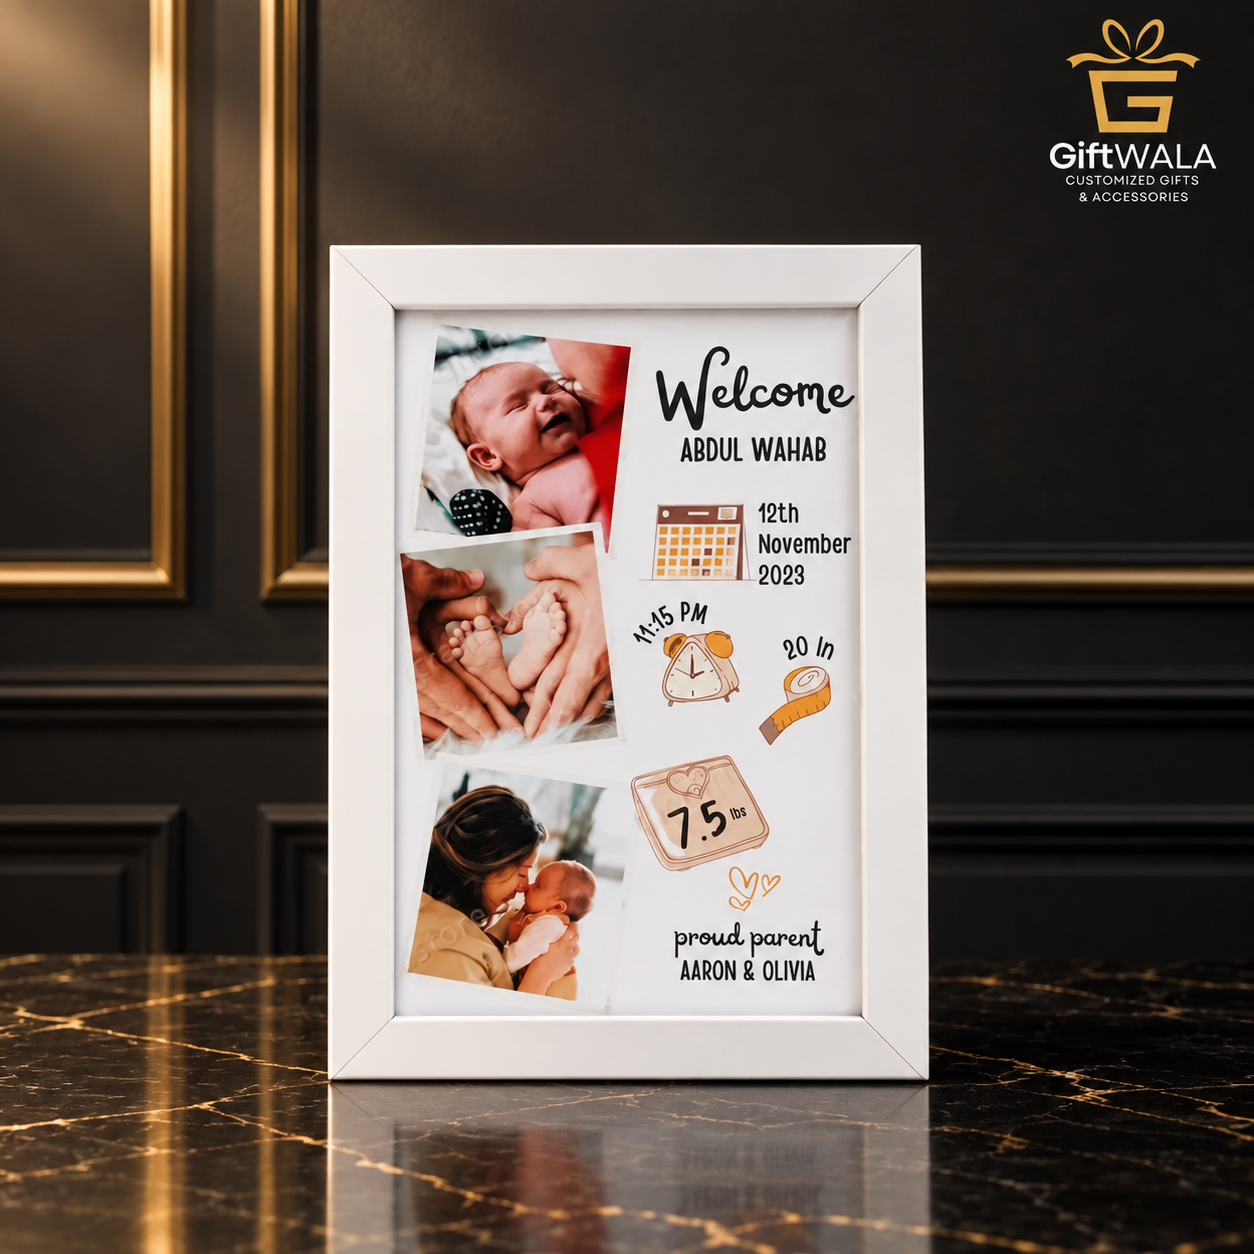 GiftWALA
CUSTOMIZED GIFTS
& ACCESSORIES
Welcome
ABDUL WAHAB
12th
November
2023
11:15 PM
20 In
7.5 lbs
proud parent
AARON & OLIVIA